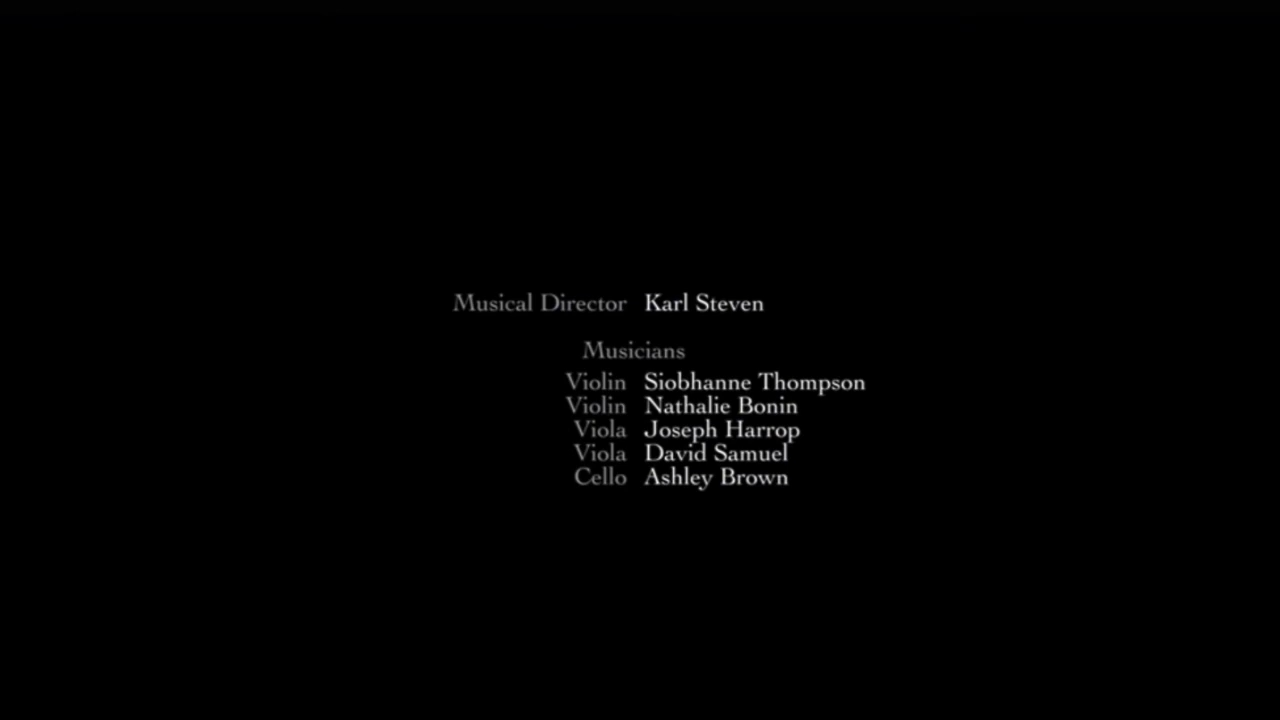 Musical Director Karl Steven
Musicians
Violin Siobhanne Thompson
Violin Nathalie Bonin
Viola Joseph Harrop
Viola David Samuel
Cello Ashley Brown